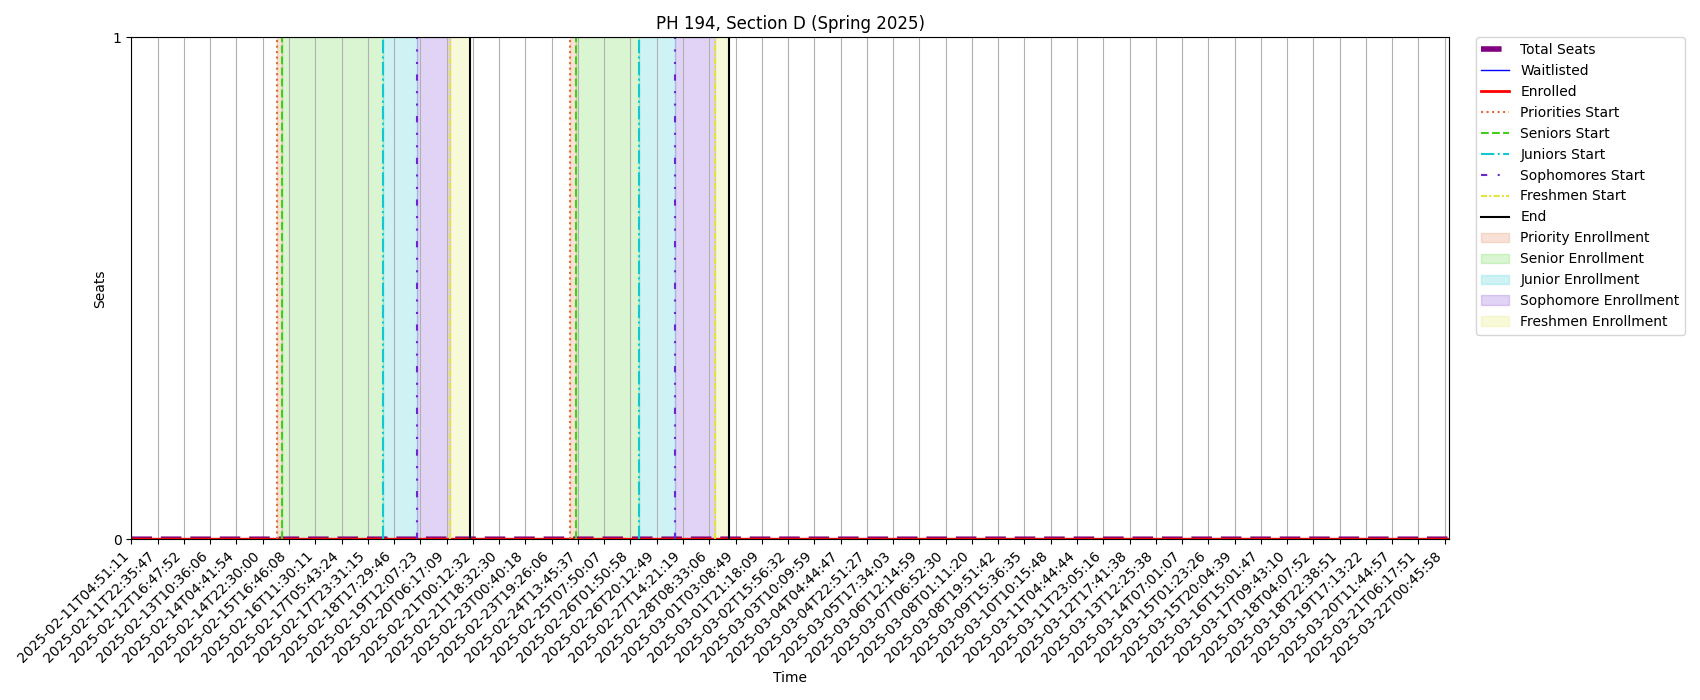 PH 194, Section D (Spring 2025)
1
0
Seats
2025-02-11T04:51:11
2025-02-11T22:35:47
2025-02-12T16:47:52
2025-02-13T10:36:06
2025-02-14T04:41:54
2025-02-14T22:30:00
2025-02-15T16:46:08
2025-02-16T11:30:11
2025-02-17T05:43:24
2025-02-17T23:31:15
2025-02-18T17:29:46
2025-02-19T12:07:23
2025-02-20T06:17:09
2025-02-21T00:12:32
2025-02-21T18:32:30
2025-02-23T00:40:18
2025-02-23T19:26:06
2025-02-24T13:45:37
2025-02-25T07:50:07
2025-02-26T01:50:58
2025-02-26T20:12:49
2025-02-27T14:21:19
2025-02-28T08:33:06
2025-03-01T03:08:49
2025-03-01T21:18:09
2025-03-02T15:56:32
2025-03-03T10:09:59
2025-03-04T04:44:47
2025-03-04T22:51:27
2025-03-05T17:34:03
2025-03-06T12:14:59
2025-03-07T06:52:30
2025-03-08T01:11:20
2025-03-08T19:51:42
2025-03-09T15:36:35
2025-03-10T10:15:48
2025-03-11T04:44:44
2025-03-11T23:05:16
2025-03-12T17:41:38
2025-03-13T12:25:38
2025-03-14T07:01:07
2025-03-15T01:23:26
2025-03-15T20:04:39
2025-03-16T15:01:47
2025-03-17T09:43:10
2025-03-18T04:07:52
2025-03-18T22:38:51
2025-03-19T17:13:22
2025-03-20T11:44:57
2025-03-21T06:17:51
2025-03-22T00:45:58
Time
Total Seats
Waitlisted
Enrolled
Priorities Start
Seniors Start
Juniors Start
Sophomores Start
Freshmen Start
End
Priority Enrollment
Senior Enrollment
Junior Enrollment
Sophomore Enrollment
Freshmen Enrollment